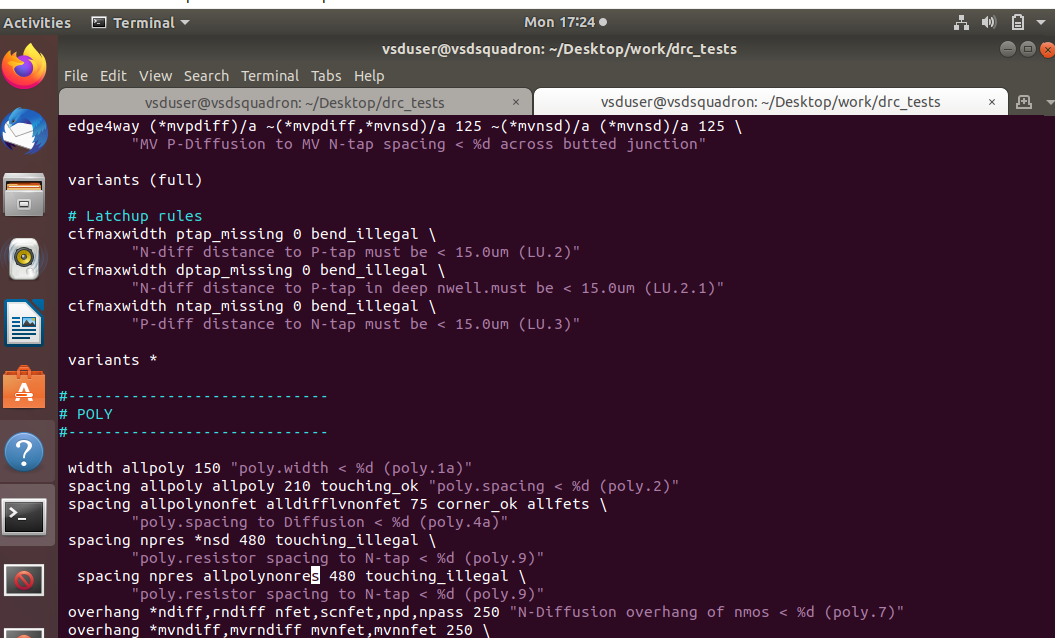 Activities Terminal Mon 17:24
vsduser@vsdsquadron: ~/Desktop/work/drc_tests
File Edit View Search Terminal Tabs Help
vsduser@vsdsquadron: ~/Desktop/work/drc_tests × vsduser@vsdsquadron: ~/Desktop/work/drc_tests ×
edge4way (*mvpdiff)/a ~(*mvpdiff,*mvnsd)/a 125 ~(*mvnsd)/a (*mvnsd)/a 125 \
"MV P-Diffusion to MV N-tap spacing < %d across butted junction"
variants (full)
# Latchup rules
cifmaxwidth ptap_missing 0 bend_illegal \
"N-diff distance to P-tap must be < 15.0um (LU.2)"
cifmaxwidth dptap_missing 0 bend_illegal \
"N-diff distance to P-tap in deep nwell.must be < 15.0um (LU.2.1)"
cifmaxwidth ntap_missing 0 bend_illegal \
"P-diff distance to N-tap must be < 15.0um (LU.3)"
variants *
#-----------------------------
# POLY
#-----------------------------
width allpoly 150 "poly.width < %d (poly.1a)"
spacing allpoly allpoly 210 touching_ok "poly.spacing < %d (poly.2)"
spacing allpolynonfet alldifflvnonfet 75 corner_ok allfets \
"poly.spacing to Diffusion < %d (poly.4a)"
spacing npres *nsd 480 touching_illegal \
"poly.resistor spacing to N-tap < %d (poly.9)"
spacing npres allpolynonres 480 touching_illegal \
"poly.resistor spacing to N-tap < %d (poly.9)"
overhang *ndiff,rndiff nfet,scnfet,npd,npass 250 "N-Diffusion overhang of nmos < %d (poly.7)"
overhang *mvndiff,mvrndiff mvnfet,mvnnfet 250 \